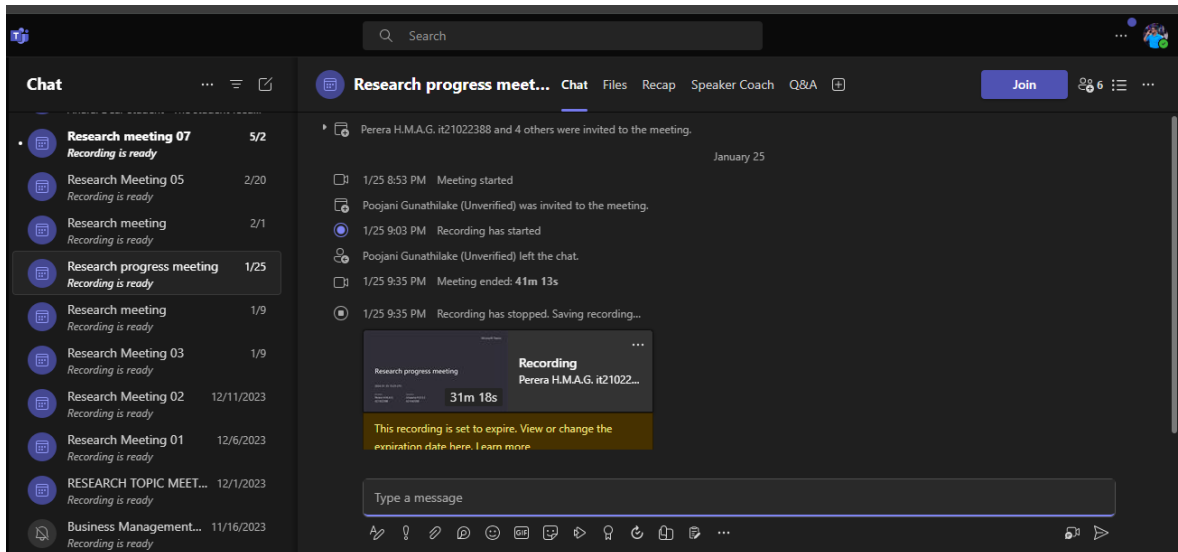 Search
Chat
Research meeting 07 5/2
Recording is ready
Research Meeting 05 2/20
Recording is ready
Research meeting 2/1
Recording is ready
Research progress meeting 1/25
Recording is ready
Research meeting 1/9
Recording is ready
Research Meeting 03 1/9
Recording is ready
Research Meeting 02 12/11/2023
Recording is ready
Research Meeting 01 12/6/2023
Recording is ready
RESEARCH TOPIC MEET... 12/1/2023
Recording is ready
Business Management... 11/16/2023
Recording is ready
Research progress meet... Chat Files Recap Speaker Coach Q&A Join 6
Perera H.M.A.G. it21022388 and 4 others were invited to the meeting.
January 25
1/25 8:53 PM Meeting started
Poojani Gunathilake (Unverified) was invited to the meeting.
1/25 9:03 PM Recording has started
Poojani Gunathilake (Unverified) left the chat.
1/25 9:35 PM Meeting ended: 41m 13s
1/25 9:35 PM Recording has stopped. Saving recording...
Research progress meeting
31m 18s
Recording
Perera H.M.A.G. it21022...
This recording is set to expire. View or change the
expiration date here. Learn more
Type a message
GIF